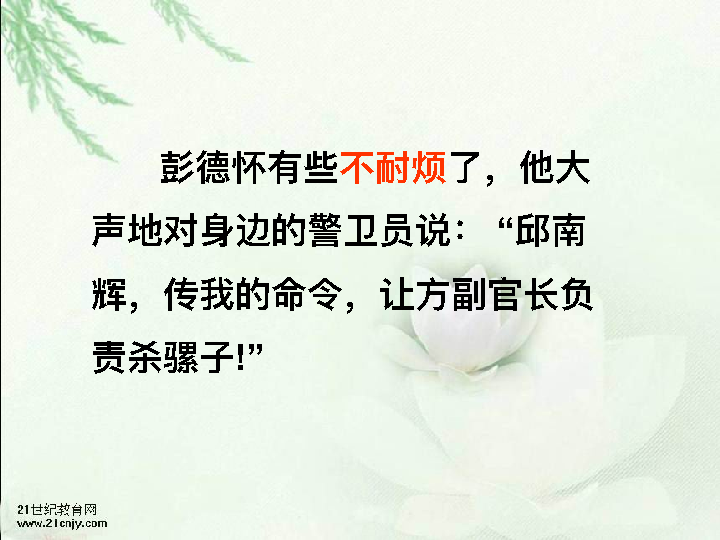 彭德怀有些不耐烦了，他大
声地对身边的警卫员说：“邱南
辉，传我的命令，让方副官长负
责杀骡子!”
21世纪教育网
www.21cnjy.com